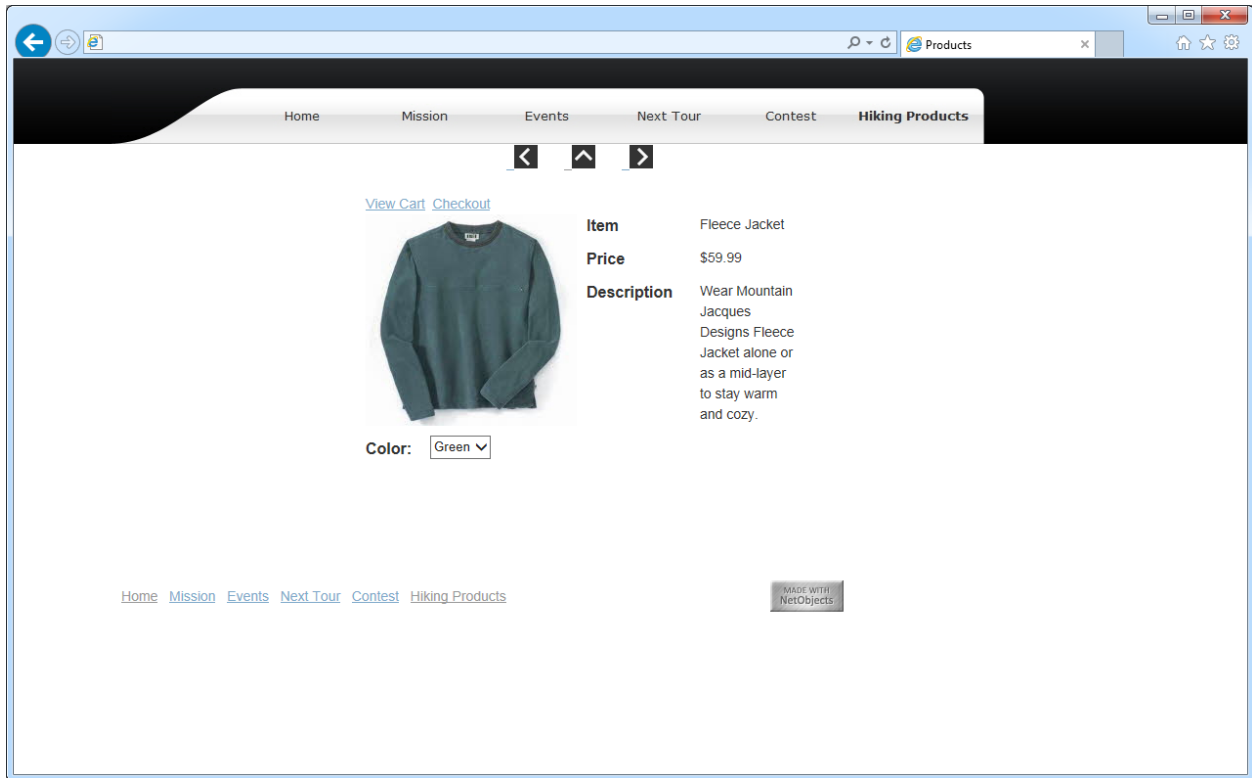 Products
Home Mission Events Next Tour Contest Hiking Products
View Cart Checkout
Item Fleece Jacket
Price $59.99
Description Wear Mountain
Jacques
Designs Fleece
Jacket alone or
as a mid-layer
to stay warm
and cozy.
Color: Green
Home Mission Events Next Tour Contest Hiking Products
MADE WITH
NetObjects